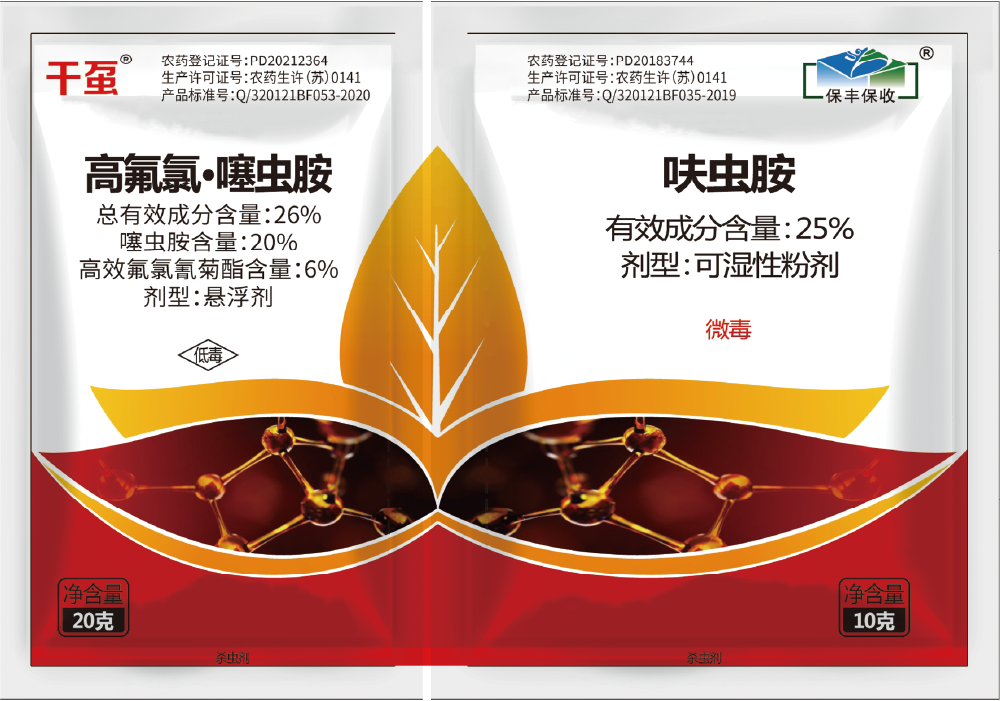 干虿®
农药登记证号:PD20212364
生产许可证号:农药生许(苏)0141
产品标准号:Q/320121BF053-2020
高氟氯·噻虫胺
总有效成分含量:26%
噻虫胺含量:20%
高效氟氯氰菊酯含量:6%
剂型:悬浮剂
低毒
净含量
20克
杀虫剂
农药登记证号:PD20183744
生产许可证号:农药生许(苏)0141
产品标准号:Q/320121BF035-2019
®
保丰保收
呋虫胺
有效成分含量:25%
剂型:可湿性粉剂
微毒
净含量
10克
杀虫剂